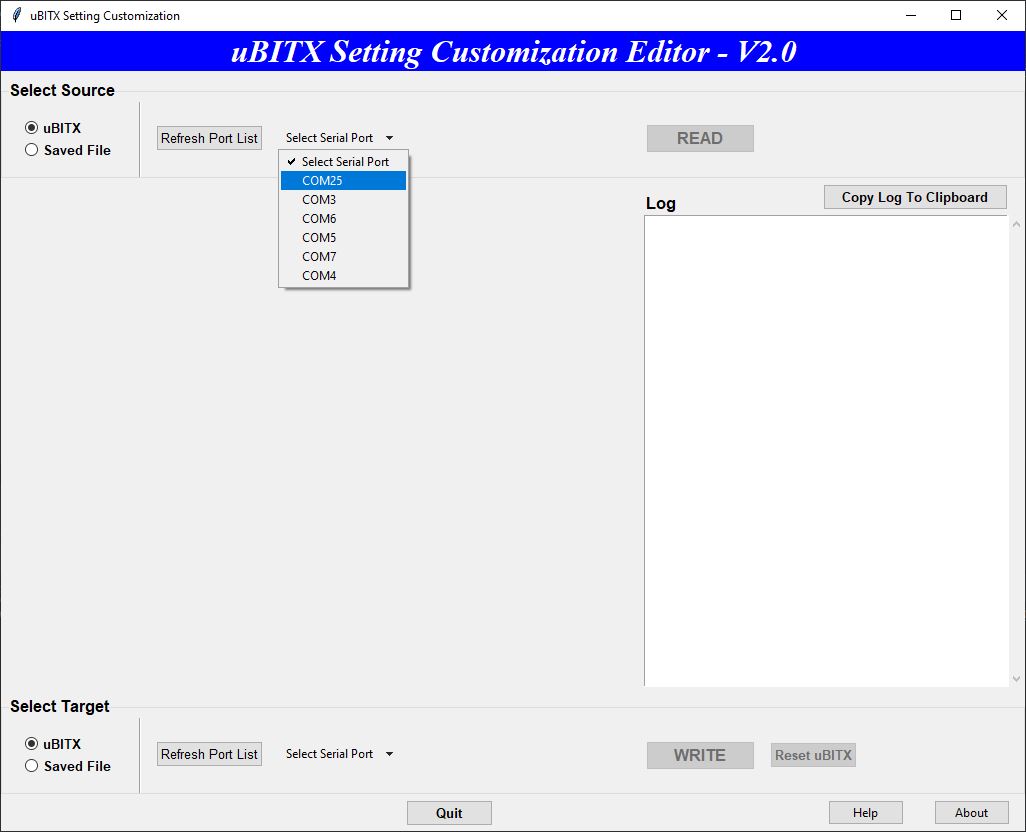 uBITX Setting Customization
uBITX Setting Customization Editor - V2.0
Select Source
uBITX
Saved File
Refresh Port List
Select Serial Port
READ
Select Serial Port
COM25
COM3
COM6
COM5
COM7
COM4
Log
Copy Log To Clipboard
Select Target
uBITX
Saved File
Refresh Port List
Select Serial Port
WRITE
Reset uBITX
Quit
Help
About